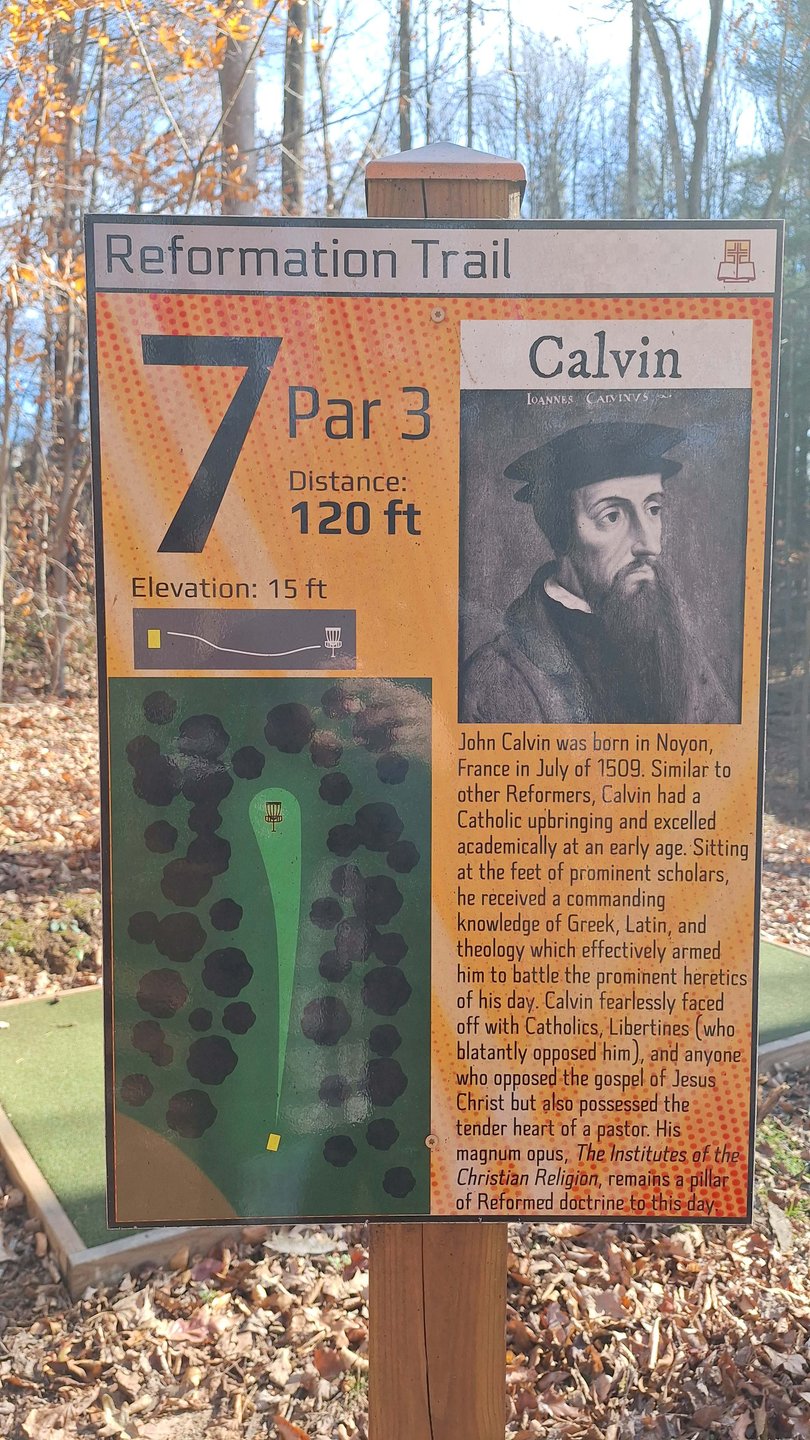 Reformation Trail
7
Par 3
Distance:
120 ft
Elevation: 15 ft
Calvin
IOANNES CALVINVS
John Calvin was born in Noyon,
France in July of 1509. Similar to
other Reformers, Calvin had a
Catholic upbringing and excelled
academically at an early age. Sitting
at the feet of prominent scholars,
he received a commanding
knowledge of Greek, Latin, and
theology which effectively armed
him to battle the prominent heretics
of his day. Calvin fearlessly faced
off with Catholics, Libertines (who
blatantly opposed him), and anyone
who opposed the gospel of Jesus
Christ but also possessed the
tender heart of a pastor. His
magnum opus, The Institutes of the
Christian Religion, remains a pillar
of Reformed doctrine to this day.